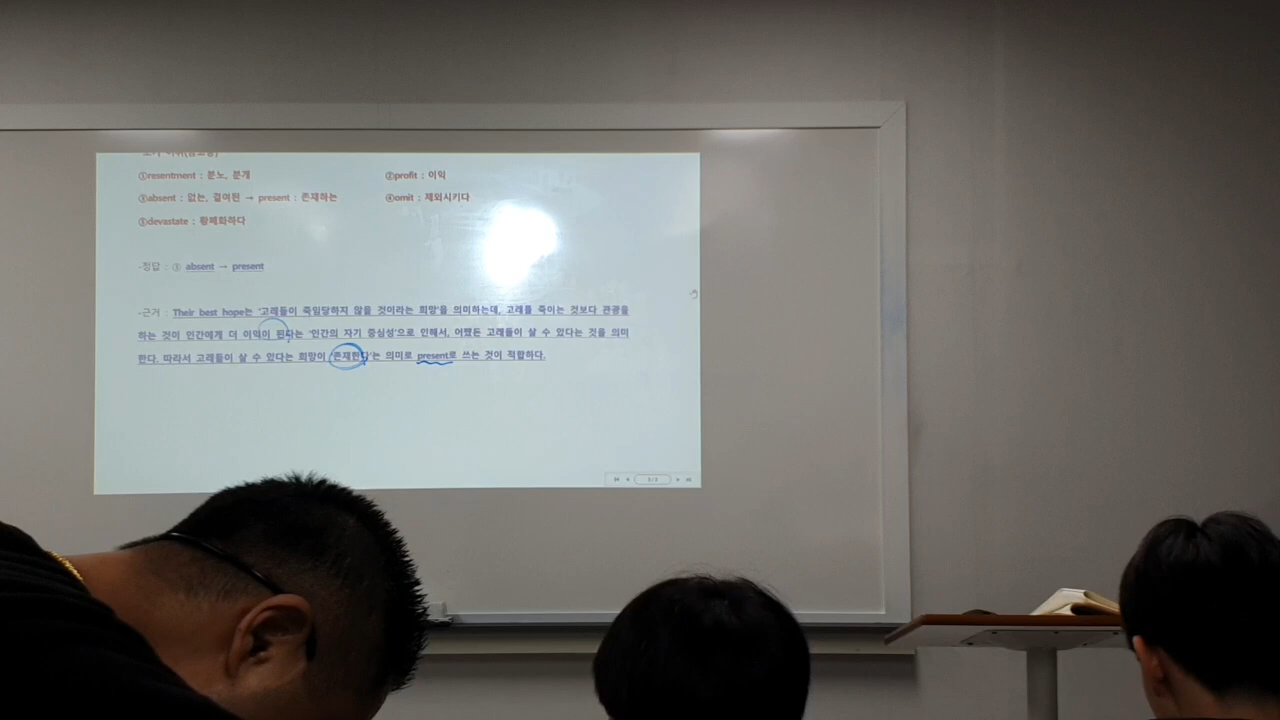 ①resentment : 분노, 분개 ②profit : 이익
③absent : 없는, 결여된 → present : 존재하는 ④omit : 제외시키다
⑤devastate : 황폐화하다
-정답 : ③ absent → present
-근거 : Their best hope는 '고래들이 죽임당하지 않을 것이라는 희망'을 의미하는데, 고래를 죽이는 것보다 관광을
하는 것이 인간에게 더 이익이 된다는 '인간의 자기 중심성'으로 인해서, 어쨌든 고래들이 살 수 있다는 것을 의미
한다. 따라서 고래들이 살 수 있다는 희망이 '존재한다'는 의미로 present로 쓰는 것이 적합하다.